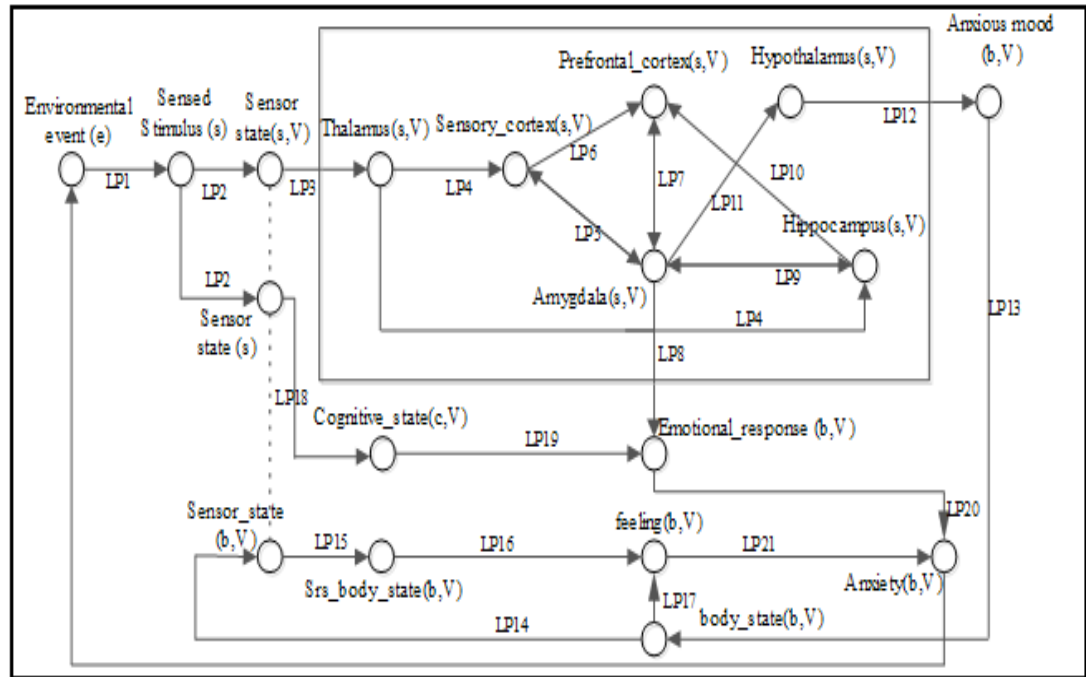 Anxious mood
(b,V)
Prefrontal_cortex(s,V)
Hypothalamus(s,V)
Environmental
event (e)
Sensed
Stimulus (s)
Sensor
state(s,V)
Thalamus(s,V)
Sensory_cortex(s,V)
LP1
LP2
LP3
LP4
LP6
LP5
LP7
LP11
LP10
LP12
Hippocampus(s,V)
LP9
Amygdala(s,V)
LP4
LP8
LP13
LP2
Sensor
state (s)
LP18
Cognitive_state(c,V)
LP19
Emotional_response (b,V)
LP20
Sensor_state
(b,V)
LP15
Srs_body_state(b,V)
LP16
feeling(b,V)
LP21
Anxiety(b,V)
LP17
body_state(b,V)
LP14